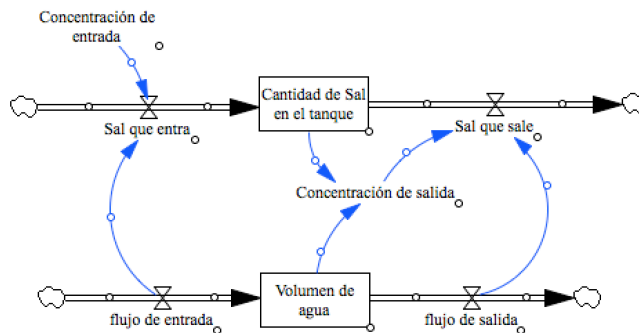 Concentración de
entrada
Cantidad de Sal
en el tanque
Sal que entra
Sal que sale
Concentración de salida
Volumen de
agua
flujo de entrada
flujo de salida